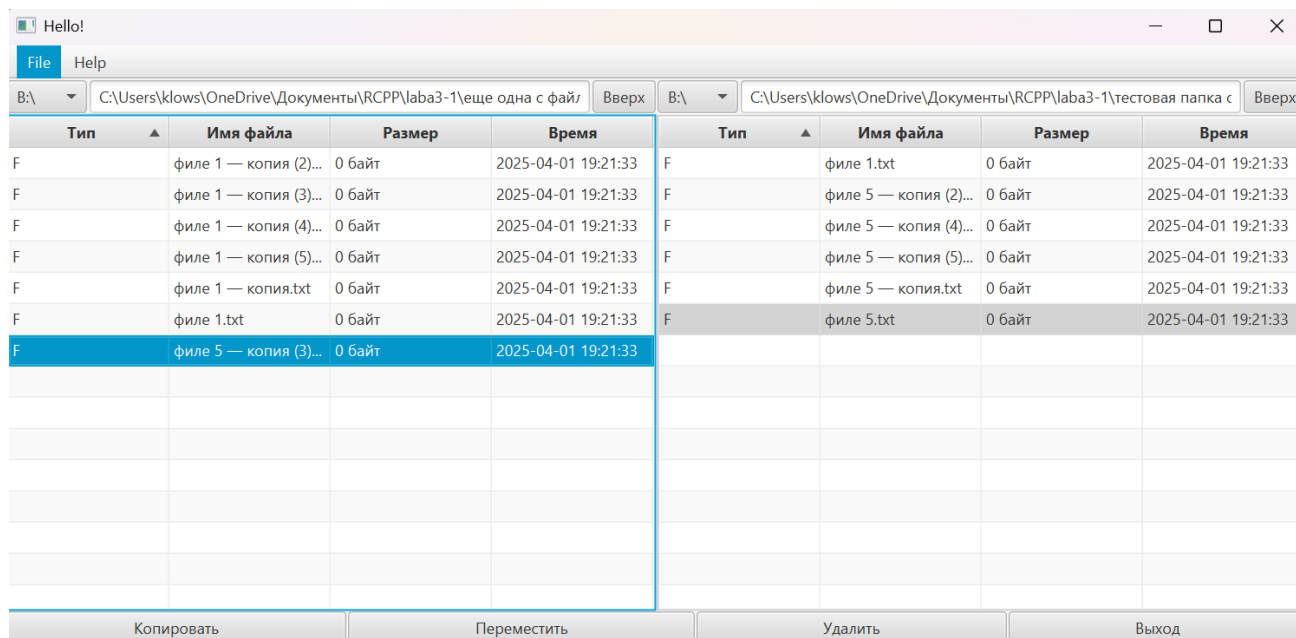 Hello!
File Help
B:\ C:\Users\klows\OneDrive\Документы\RCPP\laba3-1\еще одна с файл Вверх B:\ C:\Users\klows\OneDrive\Документы\RCPP\laba3-1\тестовая папка с Вверх
Тип Имя файла Размер Время Тип Имя файла Размер Время
F филе 1 — копия (2)... 0 байт 2025-04-01 19:21:33 F филе 1.txt 0 байт 2025-04-01 19:21:33
F филе 1 — копия (3)... 0 байт 2025-04-01 19:21:33 F филе 5 — копия (2)... 0 байт 2025-04-01 19:21:33
F филе 1 — копия (4)... 0 байт 2025-04-01 19:21:33 F филе 5 — копия (4)... 0 байт 2025-04-01 19:21:33
F филе 1 — копия (5)... 0 байт 2025-04-01 19:21:33 F филе 5 — копия (5)... 0 байт 2025-04-01 19:21:33
F филе 1 — копия.txt 0 байт 2025-04-01 19:21:33 F филе 5 — копия.txt 0 байт 2025-04-01 19:21:33
F филе 1.txt 0 байт 2025-04-01 19:21:33 F филе 5.txt 0 байт 2025-04-01 19:21:33
F филе 5 — копия (3)... 0 байт 2025-04-01 19:21:33
Копировать Переместить Удалить Выход